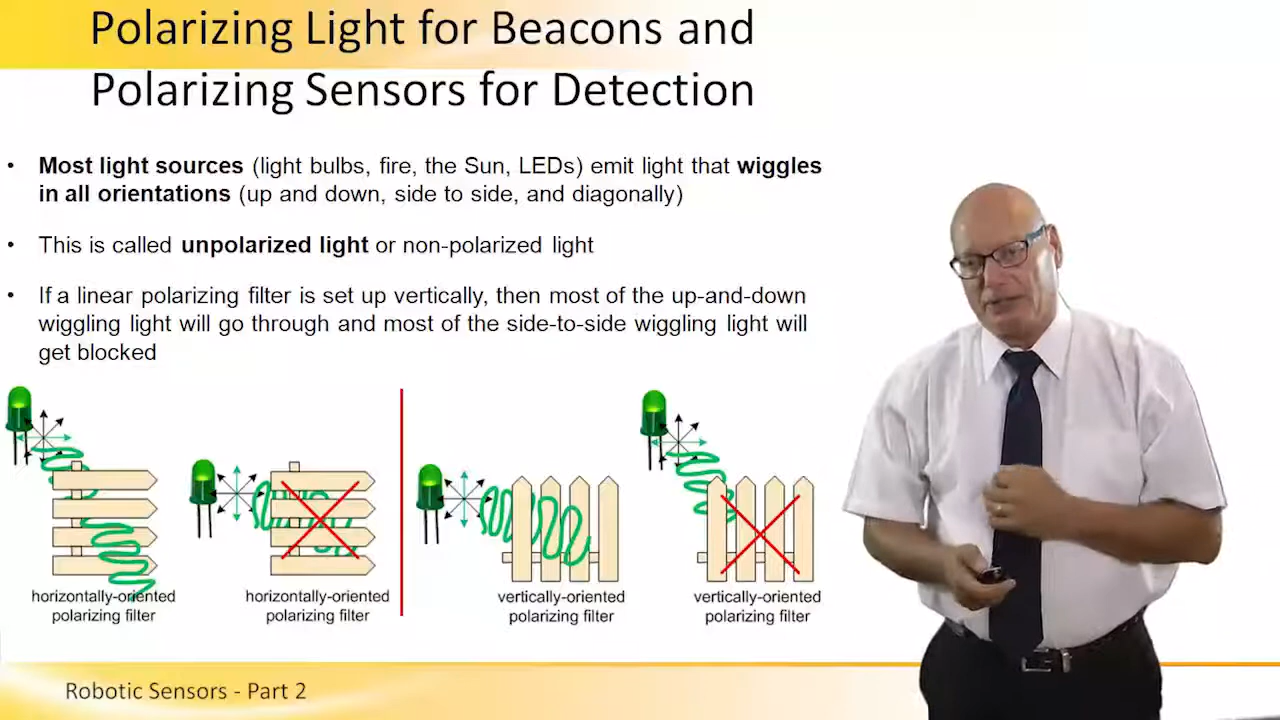 Polarizing Light for Beacons and
Polarizing Sensors for Detection
• Most light sources (light bulbs, fire, the Sun, LEDs) emit light that wiggles
in all orientations (up and down, side to side, and diagonally)
• This is called unpolarized light or non-polarized light
• If a linear polarizing filter is set up vertically, then most of the up-and-down
wiggling light will go through and most of the side-to-side wiggling light will
get blocked
horizontally-oriented
polarizing filter
horizontally-oriented
polarizing filter
vertically-oriented
polarizing filter
vertically-oriented
polarizing filter
Robotic Sensors - Part 2